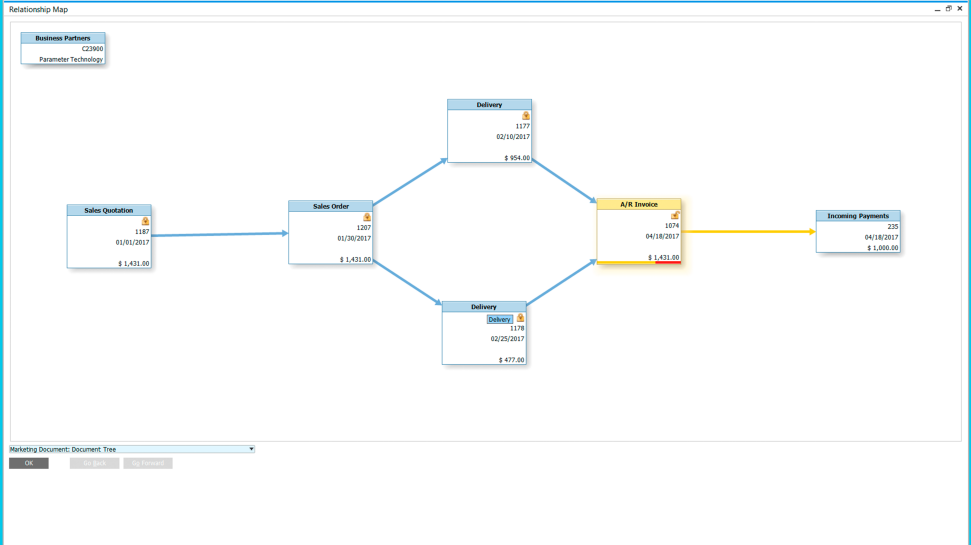 Relationship Map
Business Partners
C23900
Parameter Technology
Delivery
1177
02/10/2017
$ 954.00
Sales Quotation
1187
01/01/2017
$ 1,431.00
Sales Order
1207
01/30/2017
$ 1,431.00
A/R Invoice
1074
04/18/2017
$ 1,431.00
Incoming Payments
235
04/18/2017
$ 1,000.00
Delivery
Delivery
1178
02/25/2017
$ 477.00
Marketing Document: Document Tree
OK
Go Back
Go Forward